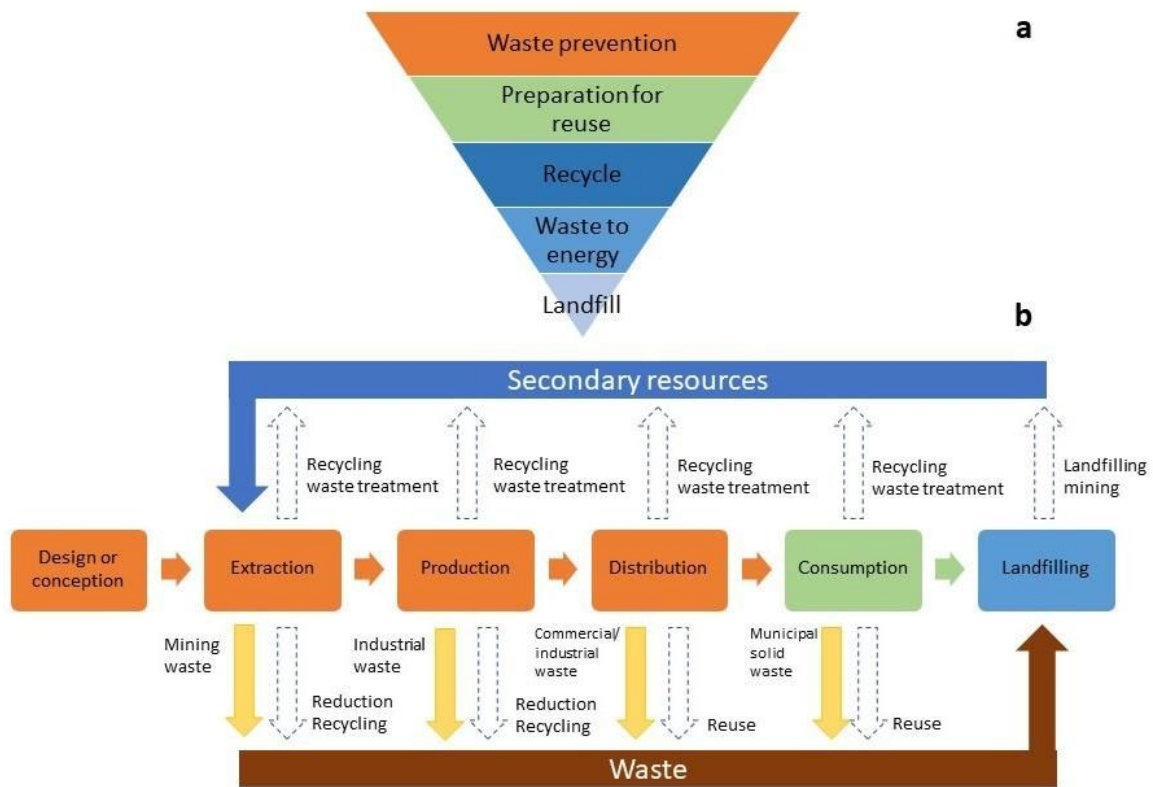 a
Waste prevention
Preparation for
reuse
Recycle
Waste to
energy
Landfill
b
Secondary resources
Recycling
waste treatment
Recycling
waste treatment
Recycling
waste treatment
Recycling
waste treatment
Landfilling
mining
Design or
conception
Extraction
Production
Distribution
Consumption
Landfilling
Mining
waste
Reduction
Recycling
Industrial
waste
Reduction
Recycling
Commercial/
industrial
waste
Reuse
Municipal
solid
waste
Reuse
Waste